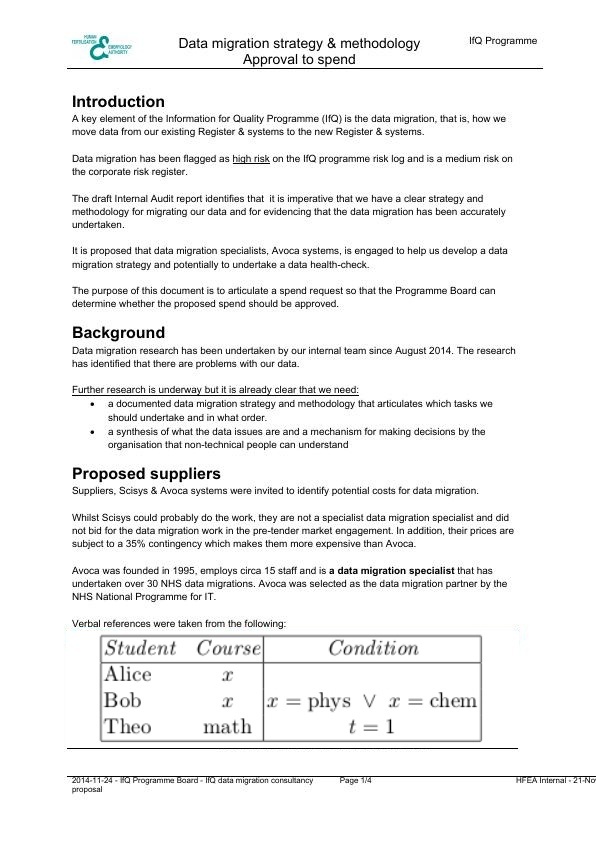 HUMAN
FERTILISATION
EMBRYOLOGY
AUTHORITY
Data migration strategy & methodology
Approval to spend
IfQ Programme
Introduction
A key element of the Information for Quality Programme (IfQ) is the data migration, that is, how we
move data from our existing Register & systems to the new Register & systems.
Data migration has been flagged as high risk on the IfQ programme risk log and is a medium risk on
the corporate risk register.
The draft Internal Audit report identifies that  it is imperative that we have a clear strategy and
methodology for migrating our data and for evidencing that the data migration has been accurately
undertaken.
It is proposed that data migration specialists, Avoca systems, is engaged to help us develop a data
migration strategy and potentially to undertake a data health-check.
The purpose of this document is to articulate a spend request so that the Programme Board can
determine whether the proposed spend should be approved.
Background
Data migration research has been undertaken by our internal team since August 2014. The research
has identified that there are problems with our data.
Further research is underway but it is already clear that we need:
• a documented data migration strategy and methodology that articulates which tasks we
should undertake and in what order.
• a synthesis of what the data issues are and a mechanism for making decisions by the
organisation that non-technical people can understand
Proposed suppliers
Suppliers, Scisys & Avoca systems were invited to identify potential costs for data migration.
Whilst Scisys could probably do the work, they are not a specialist data migration specialist and did
not bid for the data migration work in the pre-tender market engagement. In addition, their prices are
subject to a 35% contingency which makes them more expensive than Avoca.
Avoca was founded in 1995, employs circa 15 staff and is a data migration specialist that has
undertaken over 30 NHS data migrations. Avoca was selected as the data migration partner by the
NHS National Programme for IT.
Verbal references were taken from the following:
Student Course Condition
Alice x
Bob x x = phys ∨ x = chem
Theo math t = 1
2014-11-24 - IfQ Programme Board - IfQ data migration consultancy
proposal
Page 1/4
HFEA Internal - 21-No